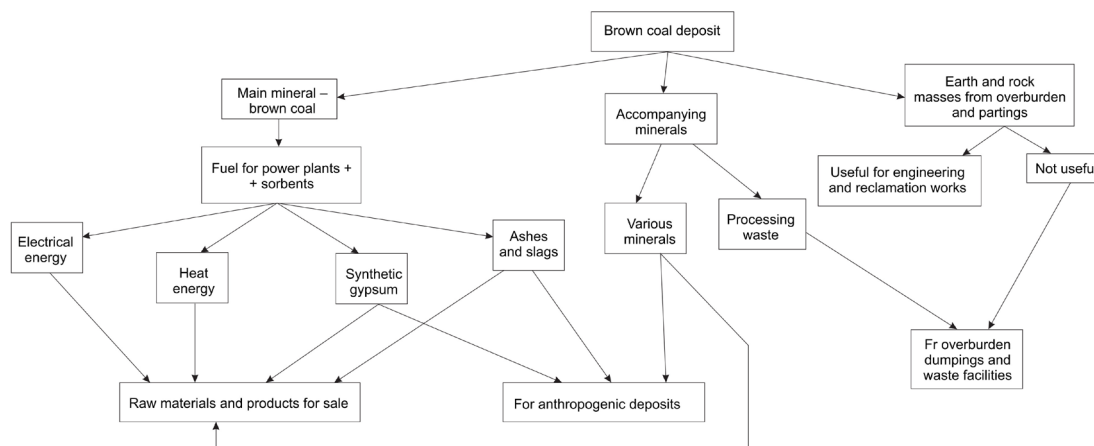 Brown coal deposit
Main mineral –
brown coal
Accompanying
minerals
Earth and rock
masses from overburden
and partings
Fuel for power plants +
+ sorbents
Useful for engineering
and reclamation works
Not useful
Electrical
energy
Heat
energy
Synthetic
gypsum
Ashes
and slags
Various
minerals
Processing
waste
Fr overburden
dumpings and
waste facilities
Raw materials and products for sale
For anthropogenic deposits